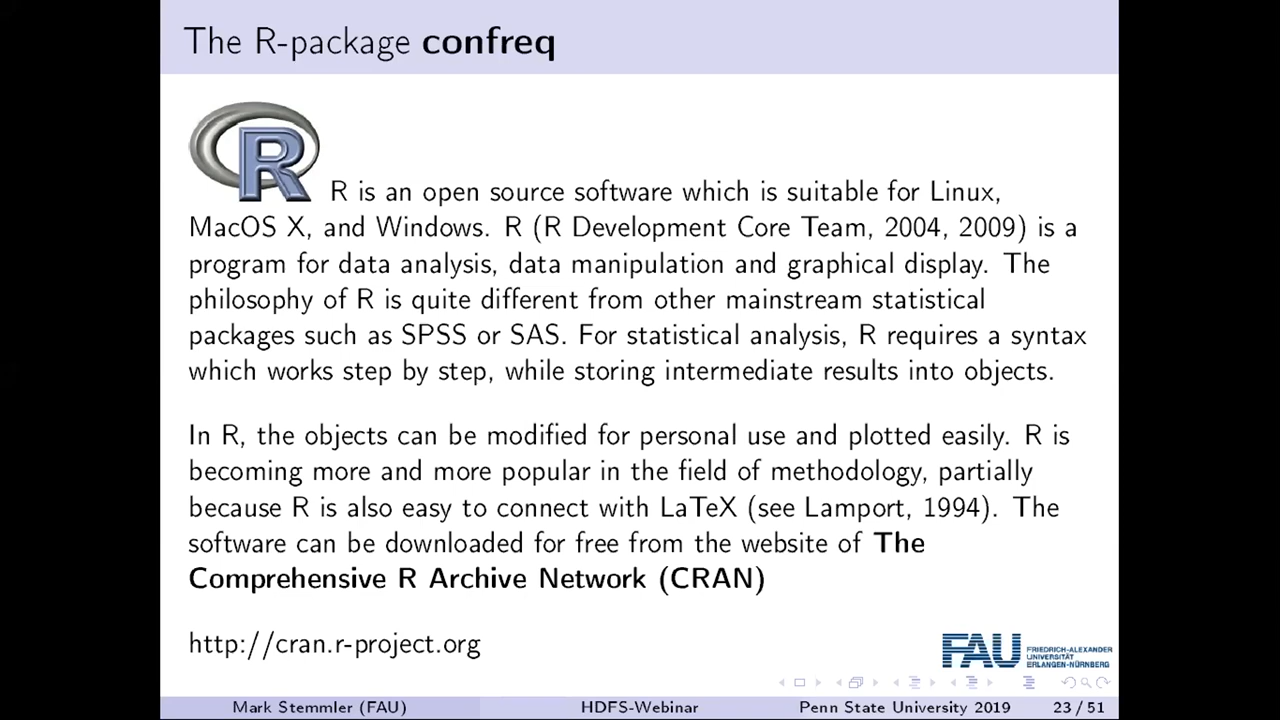 The R-package confreq
R
R is an open source software which is suitable for Linux,
MacOS X, and Windows. R (R Development Core Team, 2004, 2009) is a
program for data analysis, data manipulation and graphical display. The
philosophy of R is quite different from other mainstream statistical
packages such as SPSS or SAS. For statistical analysis, R requires a syntax
which works step by step, while storing intermediate results into objects.
In R, the objects can be modified for personal use and plotted easily. R is
becoming more and more popular in the field of methodology, partially
because R is also easy to connect with LaTeX (see Lamport, 1994). The
software can be downloaded for free from the website of The
Comprehensive R Archive Network (CRAN)
http://cran.r-project.org
FAU FRIEDRICH-ALEXANDER
UNIVERSITÄT
ERLANGEN-NÜRNBERG
Mark Stemmler (FAU) HDFS-Webinar Penn State University 2019 23 / 51